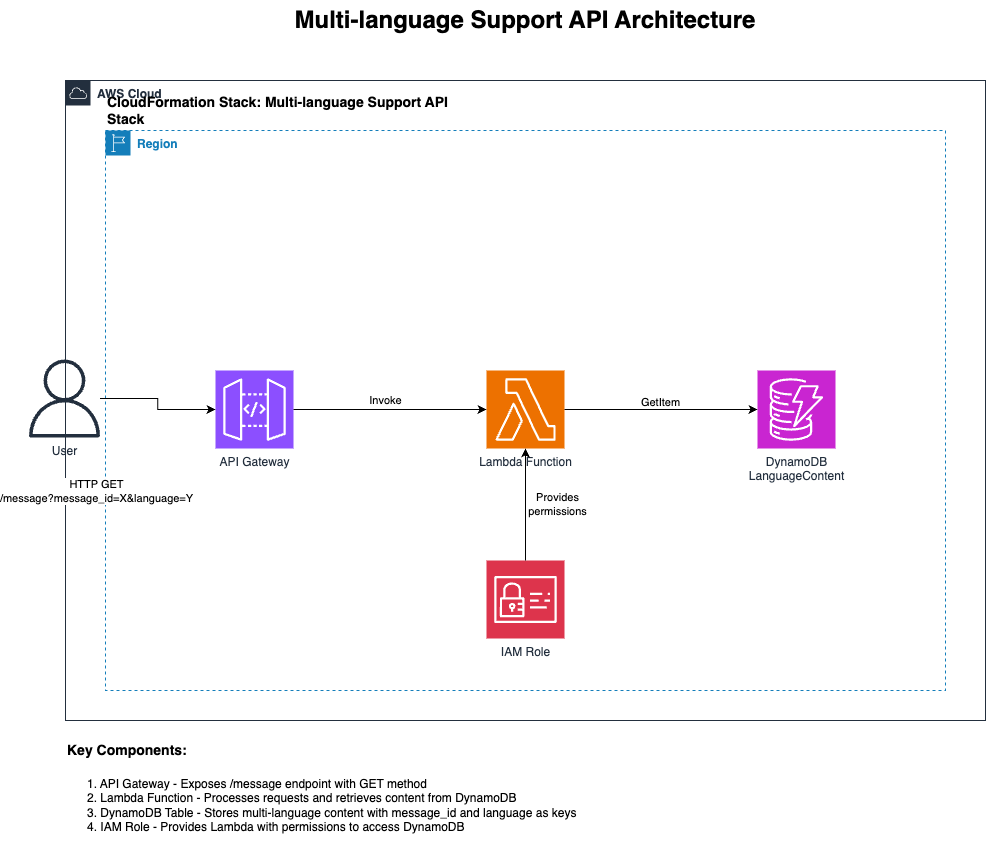 Multi-language Support API Architecture
AWS Cloud
CloudFormation Stack: Multi-language Support API
Stack
Region
User
HTTP GET
/message?message_id=X&language=Y
API Gateway
Invoke
Lambda Function
GetItem
DynamoDB
LanguageContent
Provides
permissions
IAM Role
Key Components:
1. API Gateway - Exposes /message endpoint with GET method
2. Lambda Function - Processes requests and retrieves content from DynamoDB
3. DynamoDB Table - Stores multi-language content with message_id and language as keys
4. IAM Role - Provides Lambda with permissions to access DynamoDB